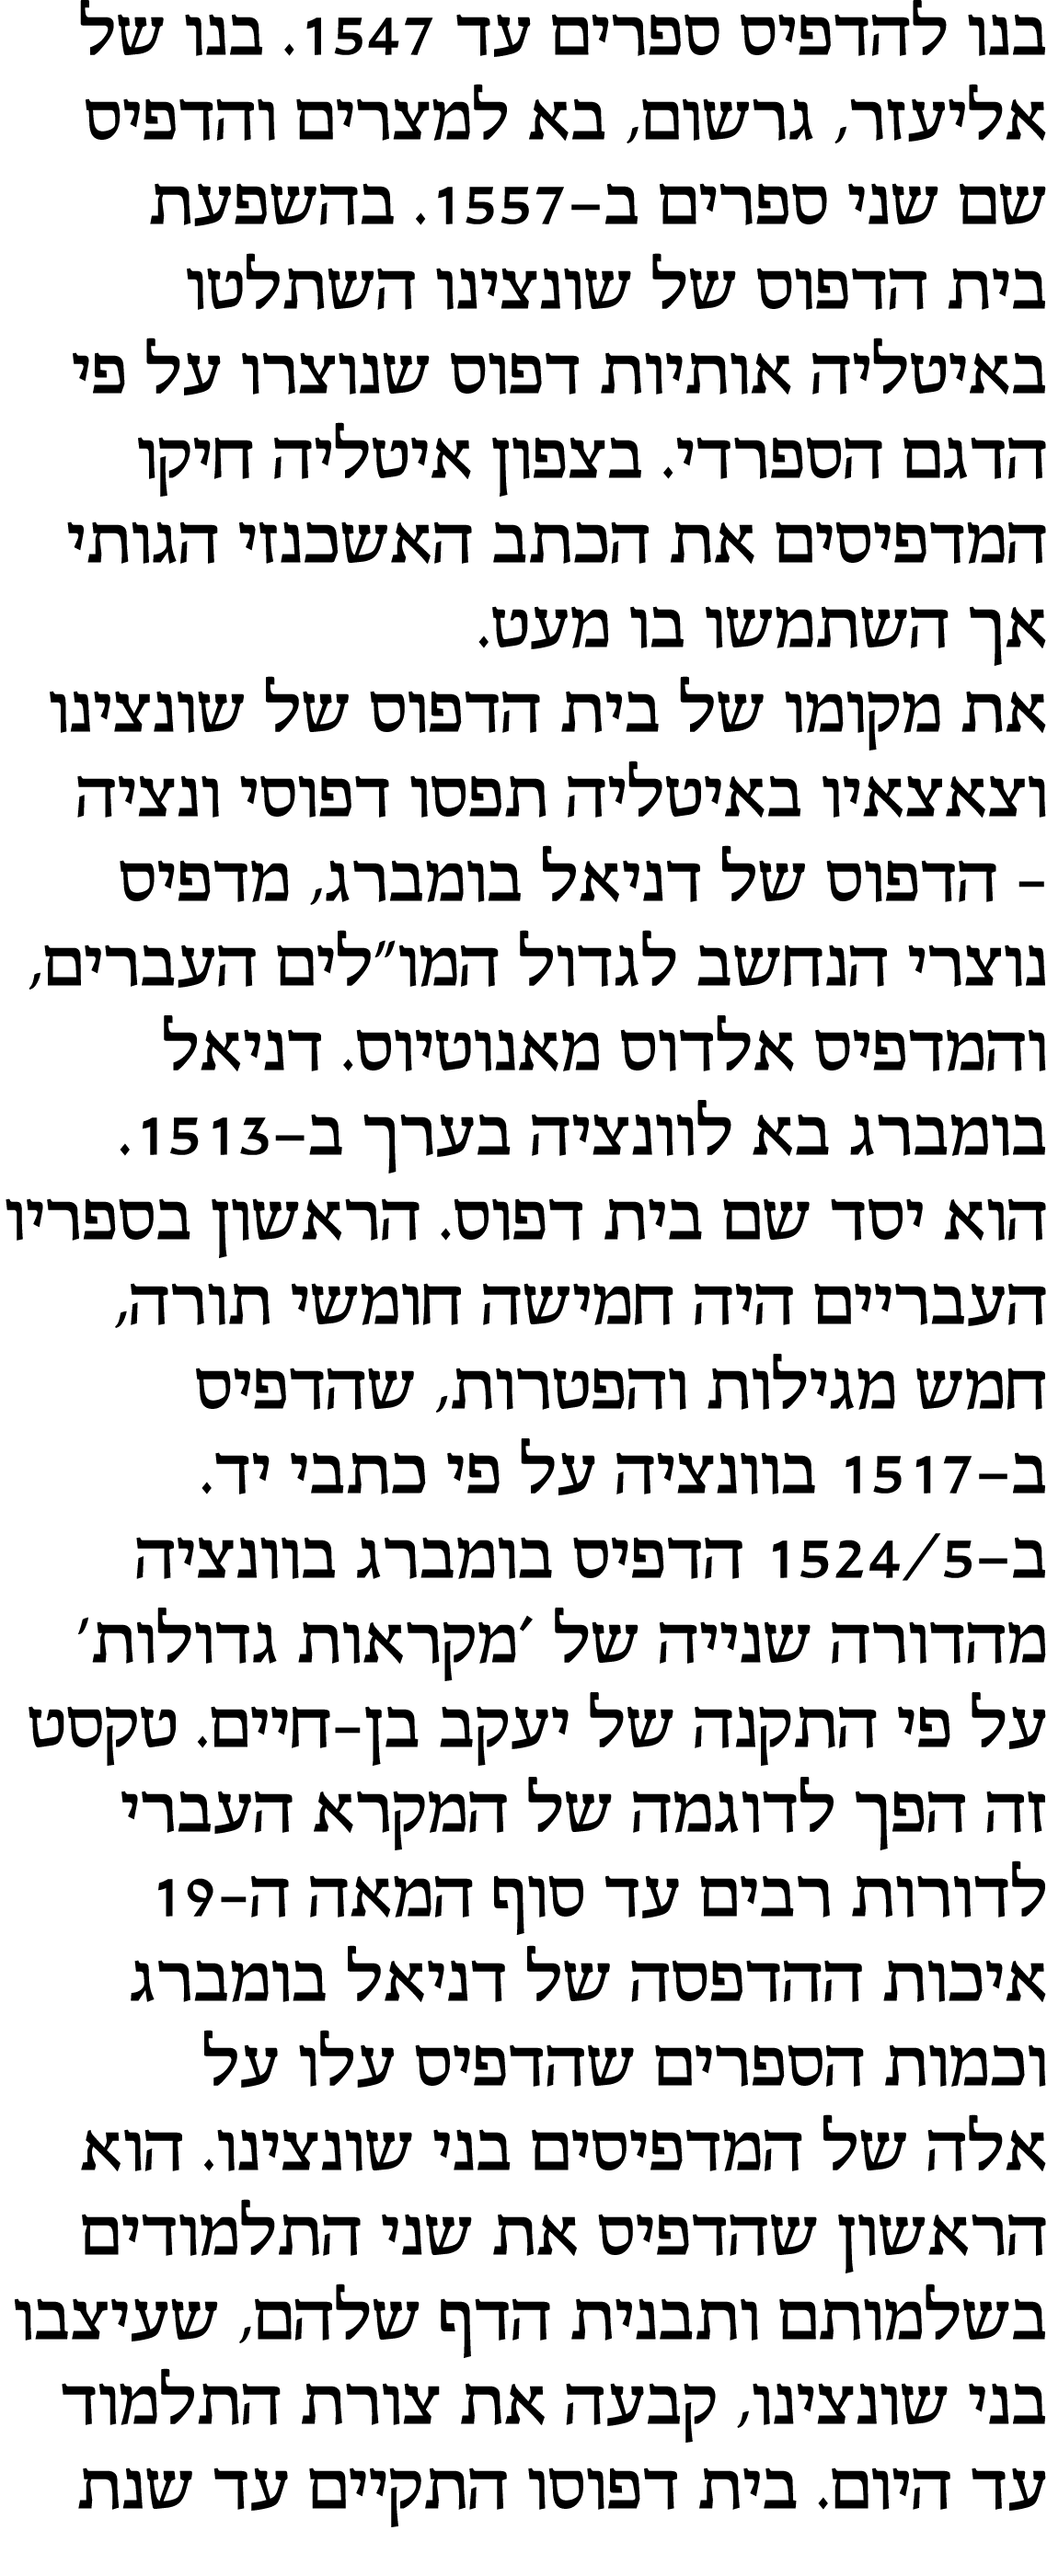 בנו להדפיס ספרים עד 1547. בנו של
אליעזר, גרשום, בא למצרים והדפיס
שם שני ספרים ב–1557. בהשפעת
בית הדפוס של שונצינו השתלטו
באיטליה אותיות דפוס שנוצרו על פי
הדגם הספרדי. בצפון איטליה חיקו
המדפיסים את הכתב האשכנזי הגותי
אך השתמשו בו מעט.
את מקומו של בית הדפוס של שונצינו
וצאצאיו באיטליה תפסו דפוסי ונציה
– הדפוס של דניאל בומברג, מדפיס
נוצרי הנחשב לגדול המו״לים העברים,
והמדפיס אלדוס מאנוטיוס. דניאל
בומברג בא לוונציה בערך ב–1513.
הוא יסד שם בית דפוס. הראשון בספריו
העבריים היה חמישה חומשי תורה,
חמש מגילות והפטרות, שהדפיס
ב–1517 בוונציה על פי כתבי יד.
ב–1524/5 הדפיס בומברג בוונציה
מהדורה שנייה של ׳מקראות גדולות׳
על פי התקנה של יעקב בן–חיים. טקסט
זה הפך לדוגמה של המקרא העברי
לדורות רבים עד סוף המאה ה–19
איכות ההדפסה של דניאל בומברג
וכמות הספרים שהדפיס עלו על
אלה של המדפיסים בני שונצינו. הוא
הראשון שהדפיס את שני התלמודים
בשלמותם ותבנית הדף שלהם, שעיצבו
בני שונצינו, קבעה את צורת התלמוד
עד היום. בית דפוסו התקיים עד שנת